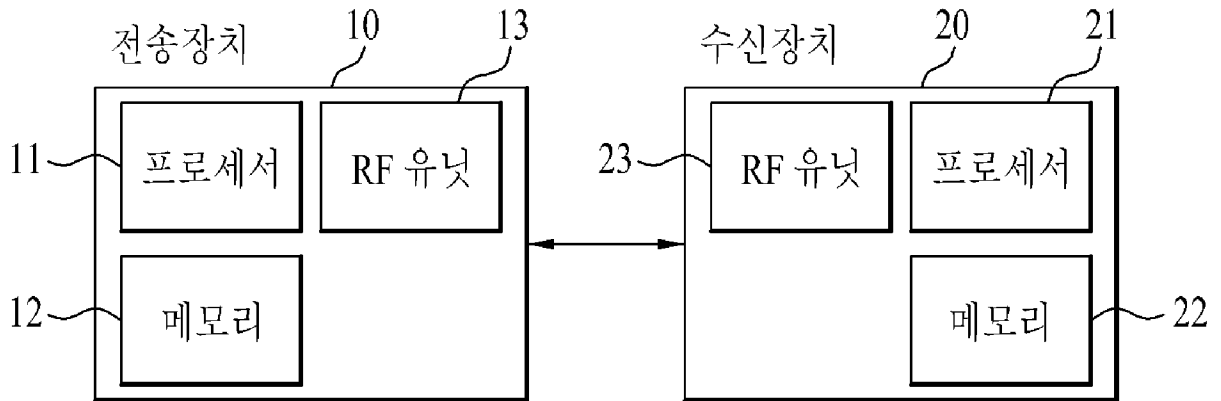 전송장치 10 13
수신장치 20 21
11 프로세서 RF 유닛
23 RF 유닛 프로세서
12 메모리
메모리 22